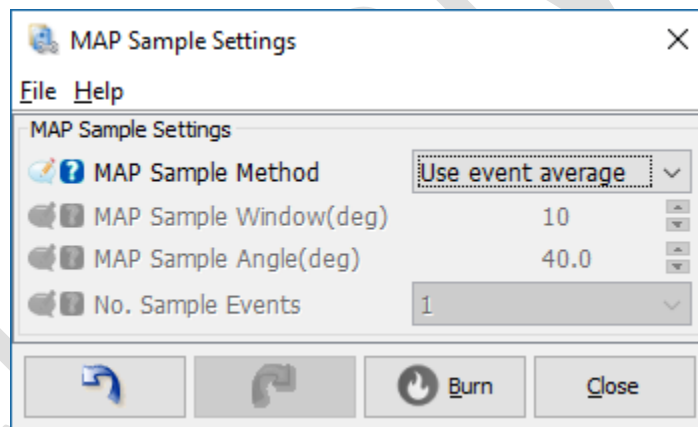 MAP Sample Settings
File Help
MAP Sample Settings
MAP Sample Method Use event average
MAP Sample Window(deg) 10
MAP Sample Angle(deg) 40.0
No. Sample Events 1
Burn Close